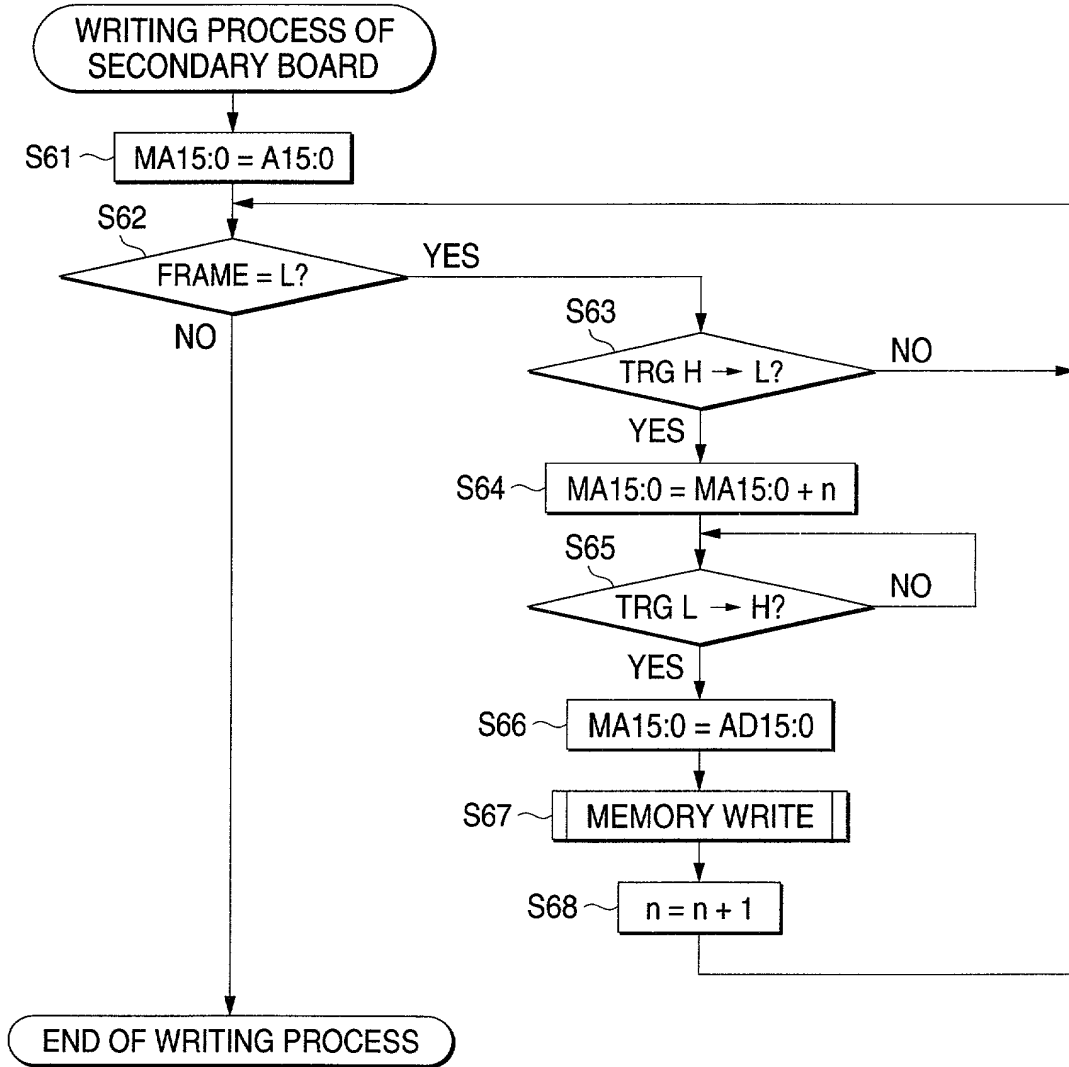 WRITING PROCESS OF
SECONDARY BOARD
S61
MA15:0 = A15:0
S62
FRAME = L?
YES
NO
S63
TRG H → L?
NO
YES
S64
MA15:0 = MA15:0 + n
S65
TRG L → H?
NO
YES
S66
MA15:0 = AD15:0
S67
MEMORY WRITE
S68
n = n + 1
END OF WRITING PROCESS